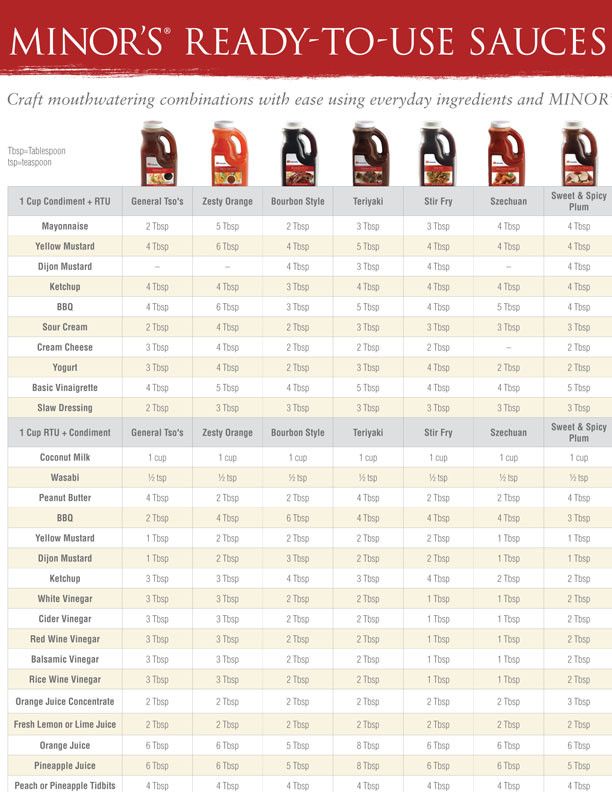 MINOR'S® READY-TO-USE SAUCES
Craft mouthwatering combinations with ease using everyday ingredients and MINOR'
Tbsp=Tablespoon
tsp=teaspoon
1 Cup Condiment + RTU General Tso's Zesty Orange Bourbon Style Teriyaki Stir Fry Szechuan Sweet & Spicy Plum
Mayonnaise 2 Tbsp 5 Tbsp 2 Tbsp 3 Tbsp 3 Tbsp 4 Tbsp 4 Tbsp
Yellow Mustard 4 Tbsp 6 Tbsp 4 Tbsp 5 Tbsp 4 Tbsp 4 Tbsp 4 Tbsp
Dijon Mustard – – 4 Tbsp 3 Tbsp 4 Tbsp – 4 Tbsp
Ketchup 4 Tbsp 4 Tbsp 3 Tbsp 4 Tbsp 4 Tbsp 4 Tbsp 4 Tbsp
BBQ 4 Tbsp 6 Tbsp 3 Tbsp 5 Tbsp 4 Tbsp 5 Tbsp 4 Tbsp
Sour Cream 2 Tbsp 4 Tbsp 2 Tbsp 3 Tbsp 3 Tbsp 3 Tbsp 3 Tbsp
Cream Cheese 3 Tbsp 4 Tbsp 2 Tbsp 2 Tbsp 2 Tbsp – 2 Tbsp
Yogurt 3 Tbsp 4 Tbsp 2 Tbsp 3 Tbsp 4 Tbsp 2 Tbsp 2 Tbsp
Basic Vinaigrette 4 Tbsp 5 Tbsp 4 Tbsp 5 Tbsp 4 Tbsp 4 Tbsp 5 Tbsp
Slaw Dressing 2 Tbsp 3 Tbsp 3 Tbsp 3 Tbsp 3 Tbsp 3 Tbsp 3 Tbsp
1 Cup RTU + Condiment General Tso's Zesty Orange Bourbon Style Teriyaki Stir Fry Szechuan Sweet & Spicy Plum
Coconut Milk 1 cup 1 cup 1 cup 1 cup 1 cup 1 cup 1 cup
Wasabi ½ tsp ½ tsp ½ tsp ½ tsp ½ tsp ½ tsp ½ tsp
Peanut Butter 4 Tbsp 2 Tbsp 2 Tbsp 4 Tbsp 2 Tbsp 2 Tbsp 4 Tbsp
BBQ 2 Tbsp 4 Tbsp 6 Tbsp 4 Tbsp 4 Tbsp 4 Tbsp 3 Tbsp
Yellow Mustard 1 Tbsp 2 Tbsp 2 Tbsp 2 Tbsp 2 Tbsp 1 Tbsp 1 Tbsp
Dijon Mustard 1 Tbsp 2 Tbsp 3 Tbsp 2 Tbsp 2 Tbsp 1 Tbsp 1 Tbsp
Ketchup 3 Tbsp 3 Tbsp 4 Tbsp 3 Tbsp 4 Tbsp 2 Tbsp 2 Tbsp
White Vinegar 3 Tbsp 3 Tbsp 2 Tbsp 2 Tbsp 1 Tbsp 1 Tbsp 2 Tbsp
Cider Vinegar 3 Tbsp 3 Tbsp 2 Tbsp 2 Tbsp 1 Tbsp 1 Tbsp 2 Tbsp
Red Wine Vinegar 3 Tbsp 3 Tbsp 2 Tbsp 2 Tbsp 1 Tbsp 1 Tbsp 2 Tbsp
Balsamic Vinegar 3 Tbsp 3 Tbsp 2 Tbsp 2 Tbsp 1 Tbsp 1 Tbsp 2 Tbsp
Rice Wine Vinegar 3 Tbsp 3 Tbsp 2 Tbsp 2 Tbsp 1 Tbsp 1 Tbsp 2 Tbsp
Orange Juice Concentrate 2 Tbsp 2 Tbsp 2 Tbsp 2 Tbsp 2 Tbsp 2 Tbsp 3 Tbsp
Fresh Lemon or Lime Juice 2 Tbsp 2 Tbsp 2 Tbsp 2 Tbsp 2 Tbsp 2 Tbsp 2 Tbsp
Orange Juice 6 Tbsp 6 Tbsp 5 Tbsp 8 Tbsp 6 Tbsp 6 Tbsp 6 Tbsp
Pineapple Juice 6 Tbsp 6 Tbsp 5 Tbsp 8 Tbsp 6 Tbsp 6 Tbsp 5 Tbsp
Peach or Pineapple Tidbits 4 Tbsp 4 Tbsp 4 Tbsp 4 Tbsp 4 Tbsp 4 Tbsp 4 Tbsp